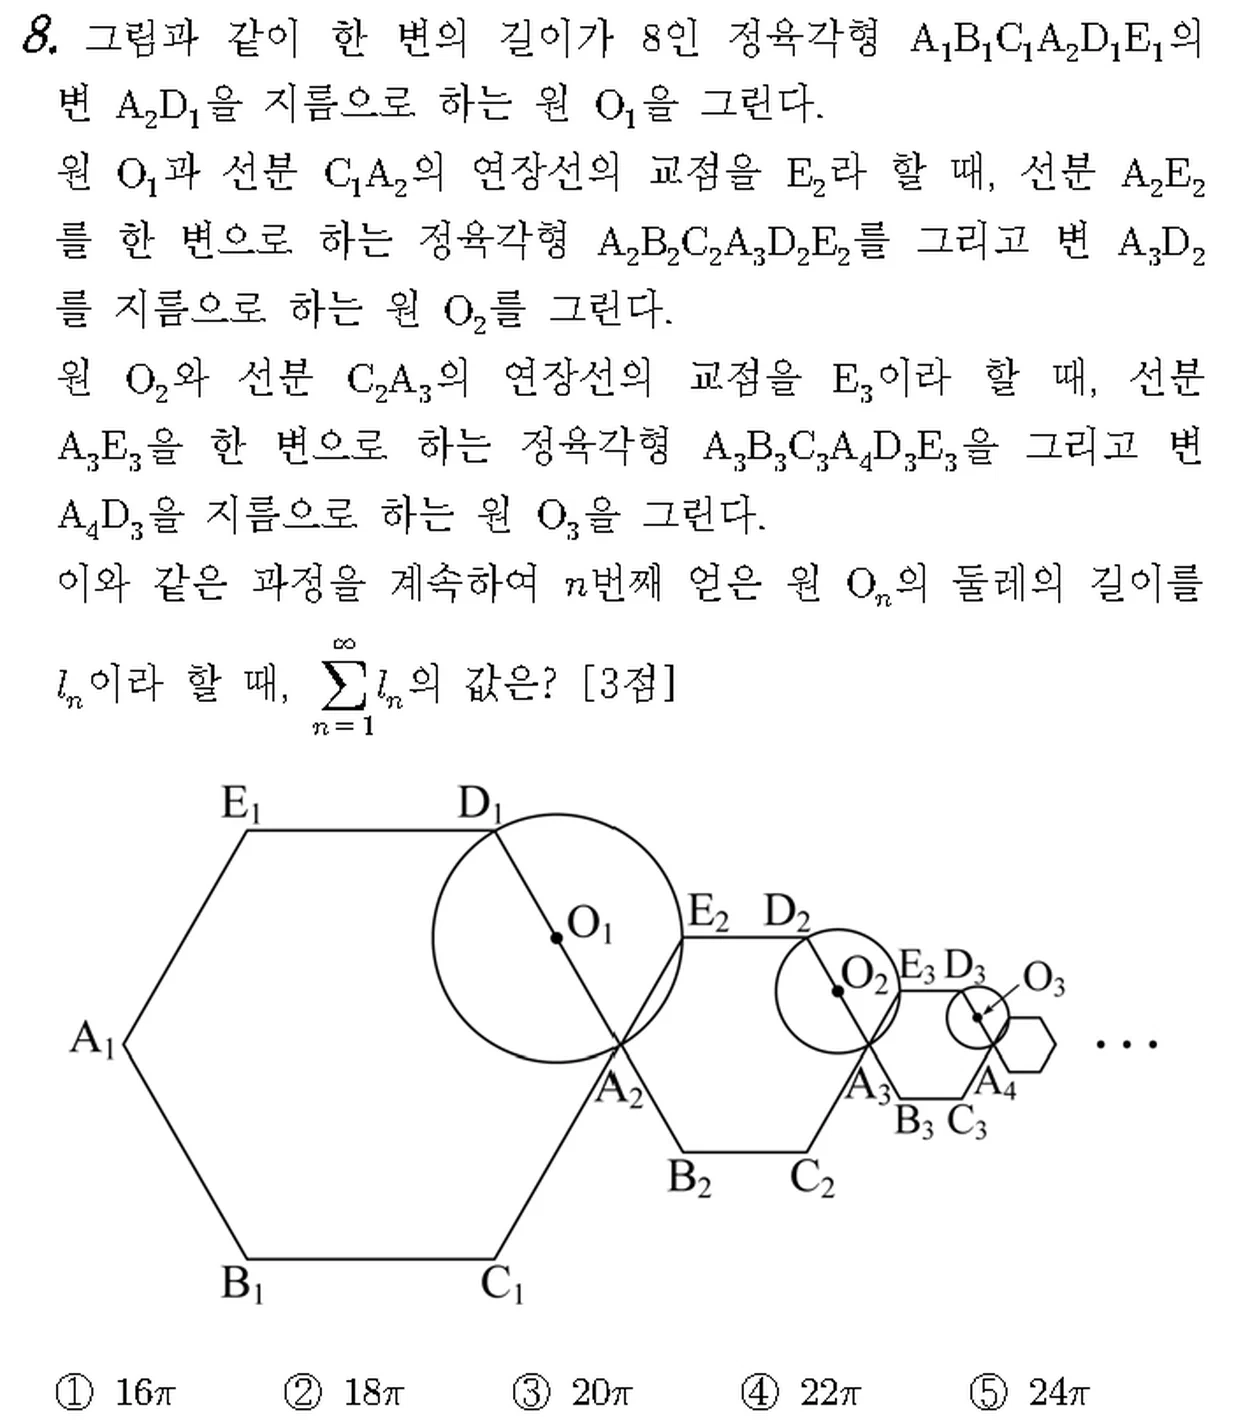 8. 그림과 같이 한 변의 길이가 8인 정육각형 A₁B₁C₁A₂D₁E₁의
변 A₂D₁을 지름으로 하는 원 O₁을 그린다.
원 O₁과 선분 C₁A₂의 연장선의 교점을 E₂라 할 때, 선분 A₂E₂
를 한 변으로 하는 정육각형 A₂B₂C₂A₃D₂E₂를 그리고 변 A₃D₂
를 지름으로 하는 원 O₂를 그린다.
원 O₂와 선분 C₂A₃의 연장선의 교점을 E₃이라 할 때, 선분
A₃E₃을 한 변으로 하는 정육각형 A₃B₃C₃A₄D₃E₃을 그리고 변
A₄D₃을 지름으로 하는 원 O₃을 그린다.
이와 같은 과정을 계속하여 n번째 얻은 원 Oₙ의 둘레의 길이를
lₙ이라 할 때, ∞∑n=1 lₙ의 값은? [3점]
E₁ D₁
O₁ E₂ D₂
O₂ E₃ D₃ O₃
A₁ ···
A₂ A₃ A₄
B₃ C₃
B₂ C₂
B₁ C₁
① 16π ② 18π ③ 20π ④ 22π ⑤ 24π